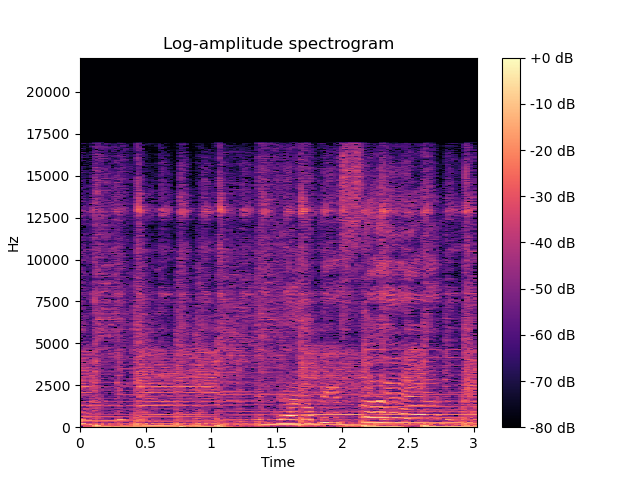 Log-amplitude spectrogram
20000
17500
15000
12500
10000
7500
5000
2500
0
Hz
0 0.5 1 1.5 2 2.5 3
Time
+0 dB
-10 dB
-20 dB
-30 dB
-40 dB
-50 dB
-60 dB
-70 dB
-80 dB